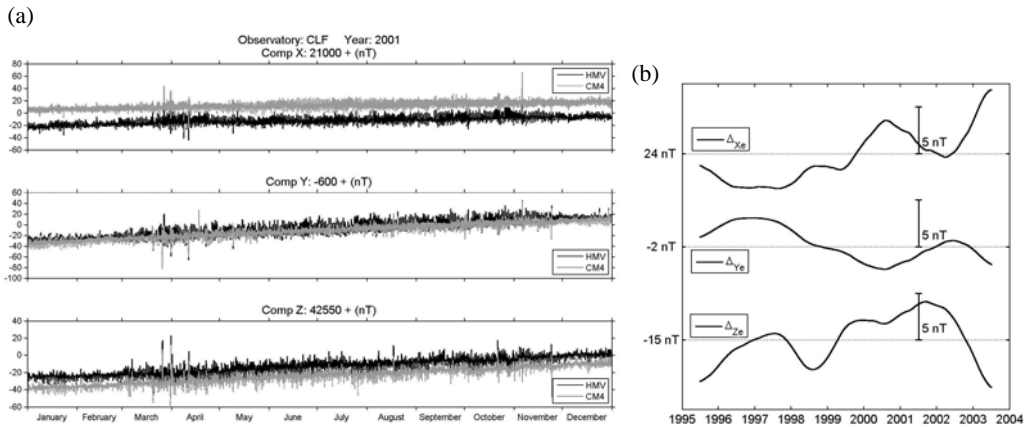 (a)
Observatory: CLF Year: 2001
Comp X: 21000 + (nT)
80
60
40
20
0
-20
-40
-60
HMV
CM4
Comp Y: -600 + (nT)
60
40
20
0
-20
-40
-60
-80
-100
HMV
CM4
Comp Z: 42550 + (nT)
40
20
0
-20
-40
-60
HMV
CM4
January February March April May June July August September October November December
(b)
5 nT
ΔXe
24 nT
5 nT
-2 nT
ΔYe
5 nT
ΔZe
-15 nT
1995 1996 1997 1998 1999 2000 2001 2002 2003 2004